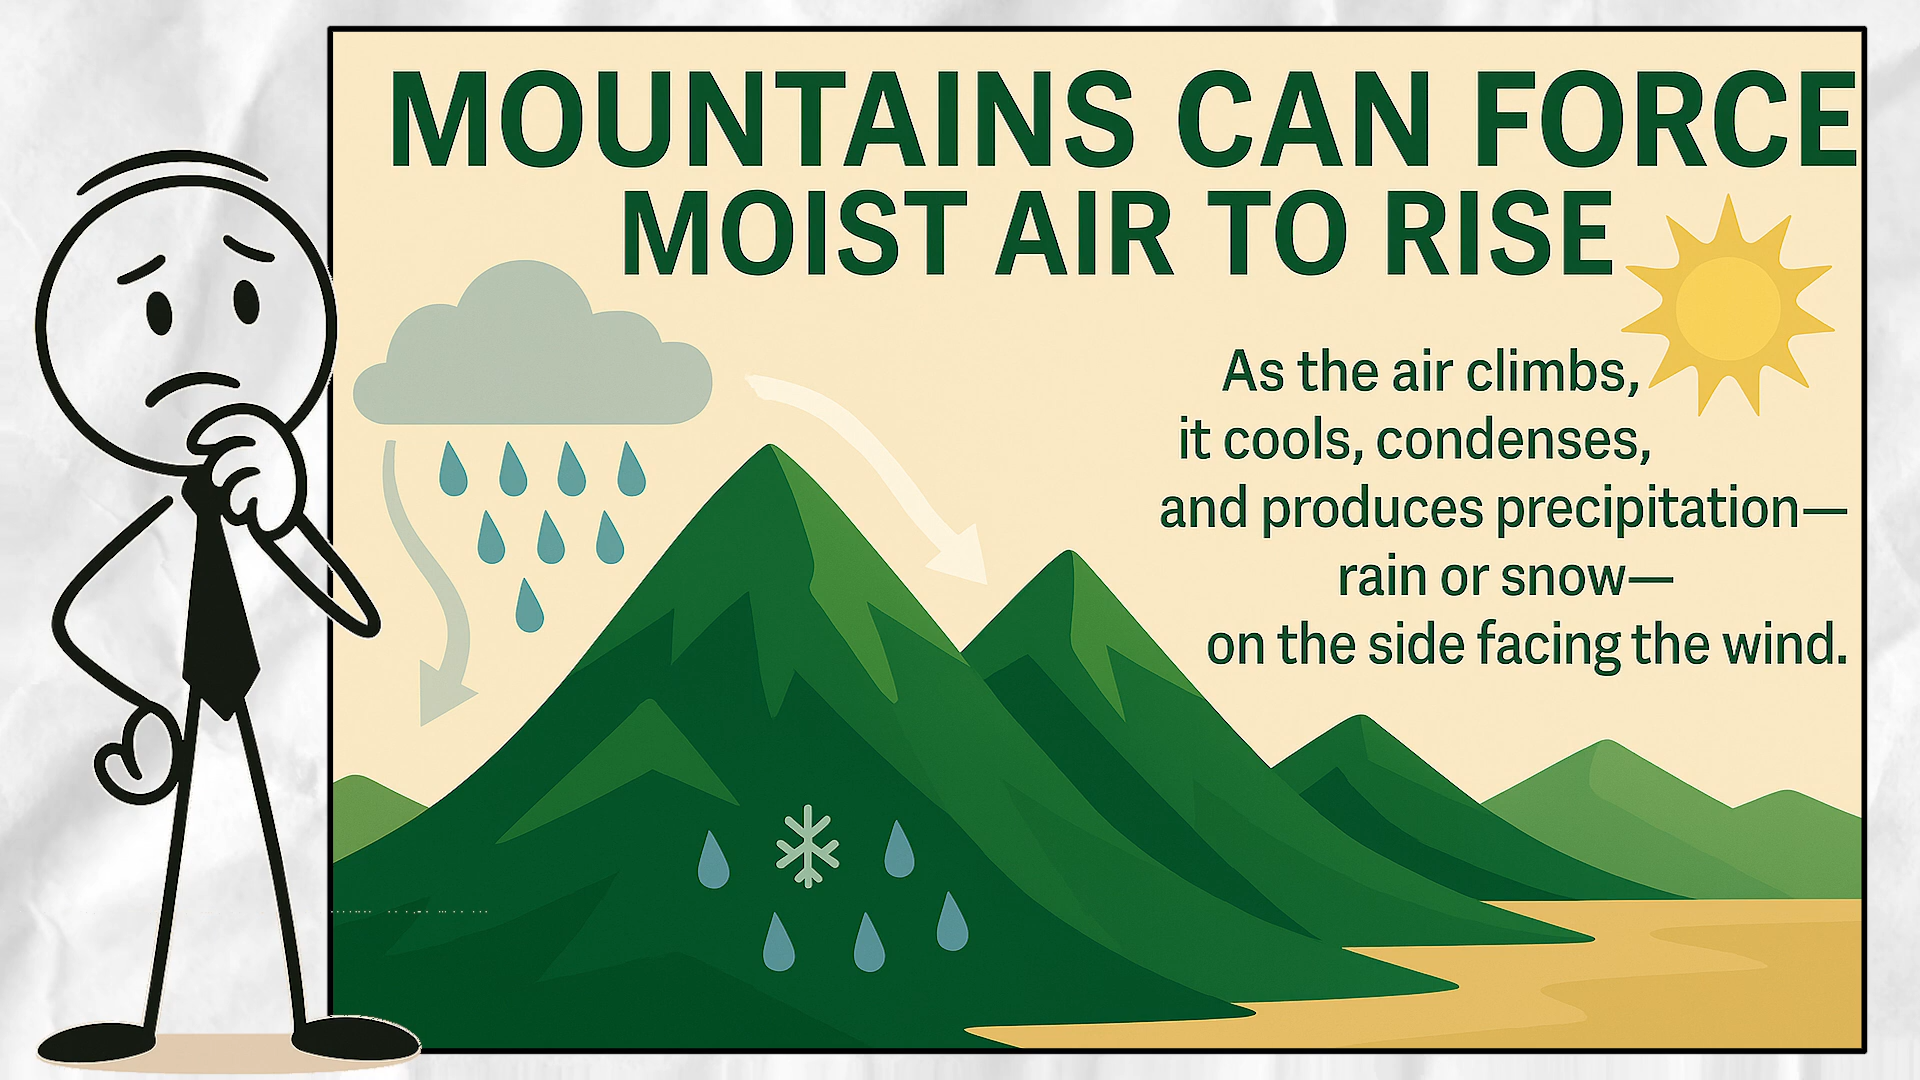 MOUNTAINS CAN FORCE
MOIST AIR TO RISE
As the air climbs,
it cools, condenses,
and produces precipitation—
rain or snow—
on the side facing the wind.